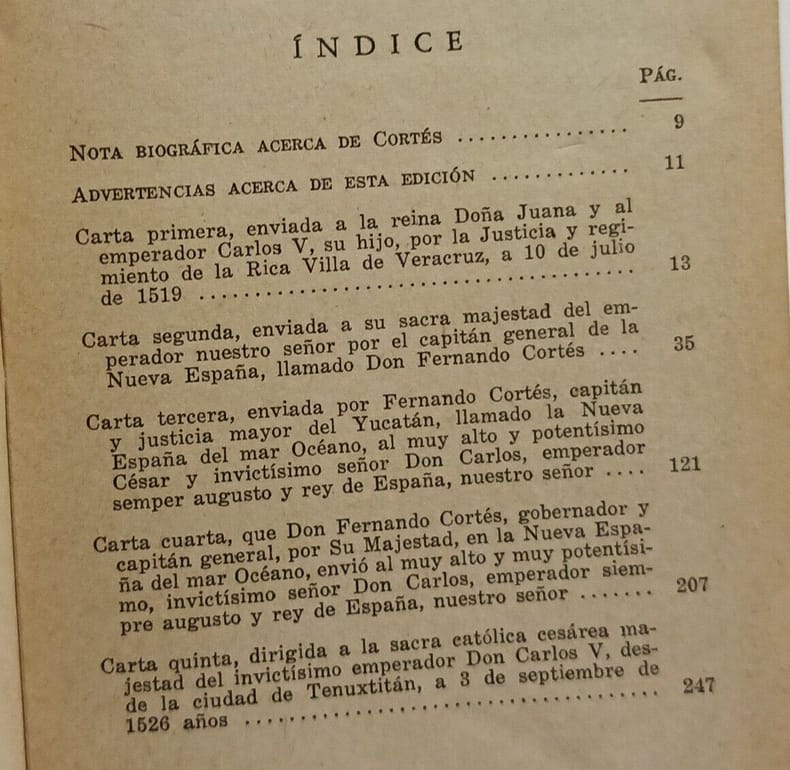 ÍNDICE
PÁG.
NOTA BIOGRÁFICA ACERCA DE CORTÉS ................ 9
ADVERTENCIAS ACERCA DE ESTA EDICIÓN ............. 11
Carta primera, enviada a la reina Doña Juana y al
emperador Carlos V, su hijo, por la Justicia y regi-
miento de la Rica Villa de Veracruz, a 10 de julio
de 1519 ....................................... 13
Carta segunda, enviada a su sacra majestad del em-
perador nuestro señor por el capitán general de la
Nueva España, llamado Don Fernando Cortés .... 35
Carta tercera, enviada por Fernando Cortés, capitán
y justicia mayor del Yucatán, llamado la Nueva
España del mar Océano, al muy alto y potentísimo
César y invictísimo señor Don Carlos, emperador
semper augusto y rey de España, nuestro señor .... 121
Carta cuarta, que Don Fernando Cortés, gobernador y
capitán general, por Su Majestad, en la Nueva Espa-
ña del mar Océano, envió al muy alto y muy potentísi-
mo, invictísimo señor Don Carlos, emperador siem-
pre augusto y rey de España, nuestro señor ....... 207
Carta quinta, dirigida a la sacra católica cesárea ma-
jestad del invictísimo emperador Don Carlos V, des-
de la ciudad de Tenuxtitán, a 3 de septiembre de
1526 años ..................................... 247